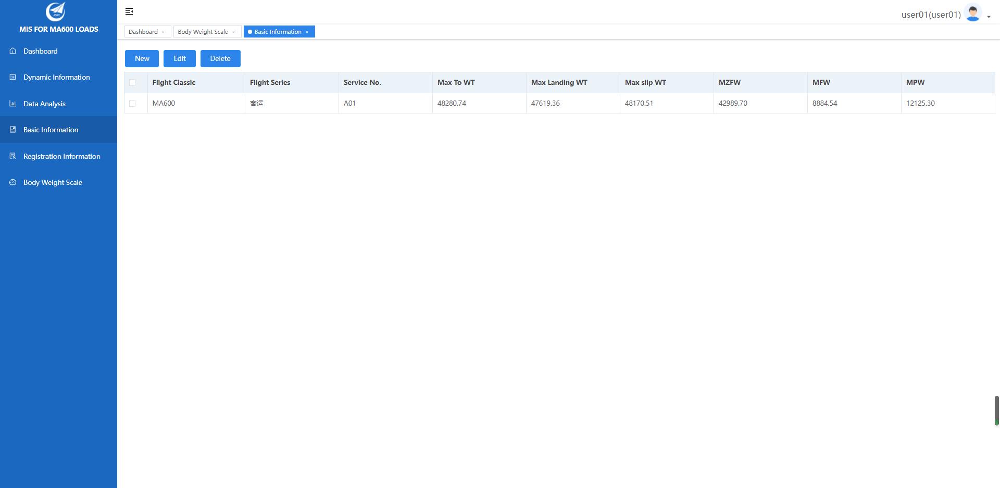 AVIC
MIS FOR MA600 LOADS
Dashboard
Dynamic Information
Data Analysis
Basic Information
Registration Information
Body Weight Scale
user01(user01)
Dashboard × Body Weight Scale × Basic Information ×
New Edit Delete
Flight Classic Flight Series Service No. Max To WT Max Landing WT Max slip WT MZFW MFW MPW
MA600 客运 A01 48280.74 47619.36 48170.51 42989.70 8884.54 12125.30